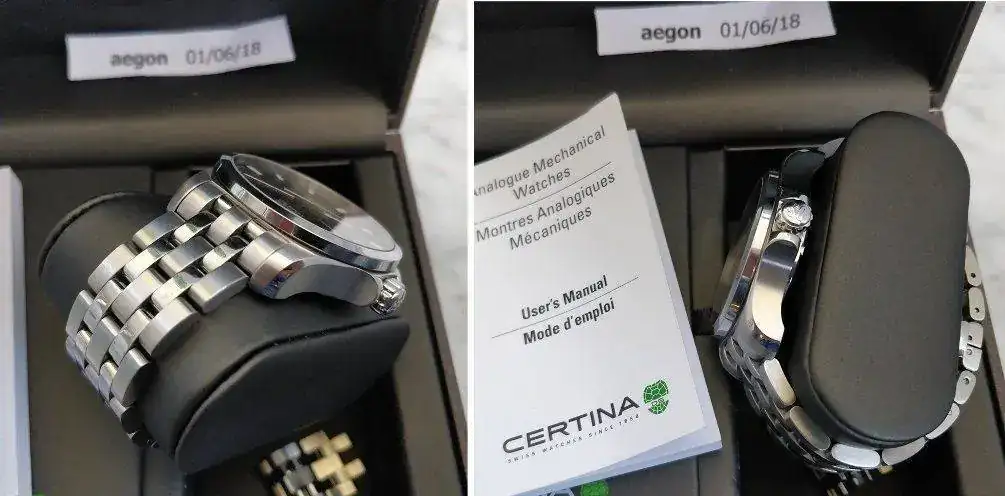 aegon 01/06/18
aegon 01/06/18
Analogue Mechanical
Watches
Montres Analogiques
Mécaniques
User's Manual
Mode d'emploi
CERTINA
SWISS WATCHES SINCE 1888